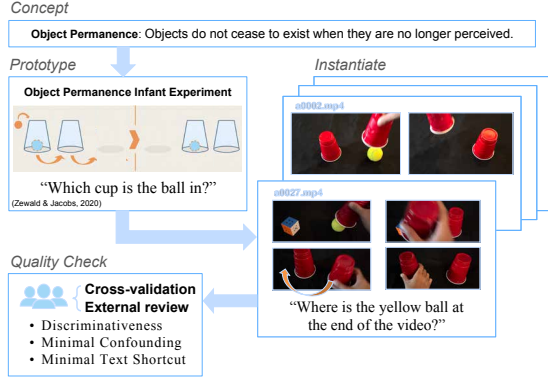 Concept
Object Permanence: Objects do not cease to exist when they are no longer perceived.
Prototype
Object Permanence Infant Experiment
“Which cup is the ball in?”
(Zewald & Jacobs, 2020)
Instantiate
a0002.mp4
a0027.mp4
“Where is the yellow ball at
the end of the video?”
Quality Check
Cross-validation
External review
• Discriminativeness
• Minimal Confounding
• Minimal Text Shortcut